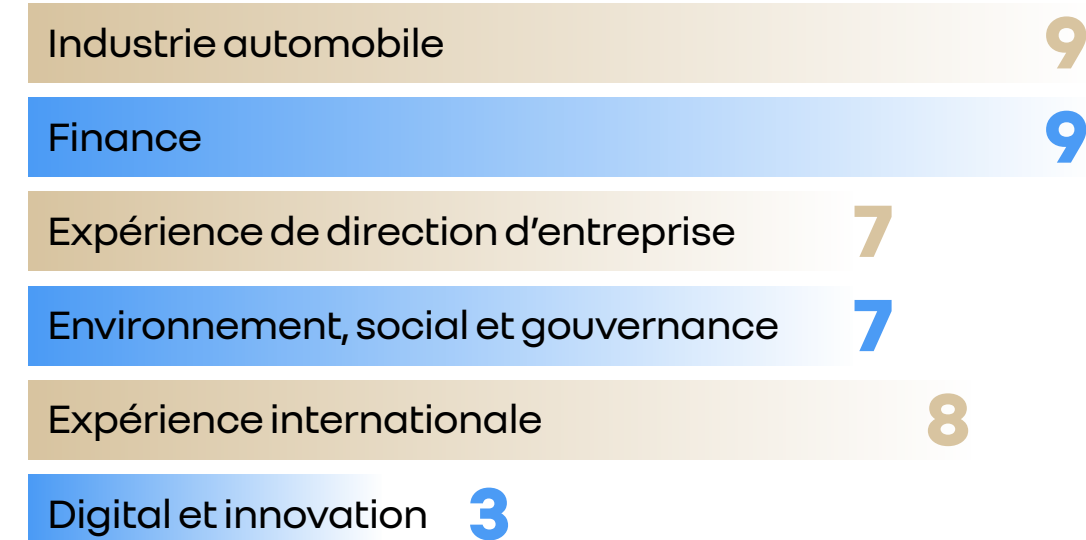 Industrie automobile 9
Finance 9
Expérience de direction d’entreprise 7
Environnement, social et gouvernance 7
Expérience internationale 8
Digital et innovation 3